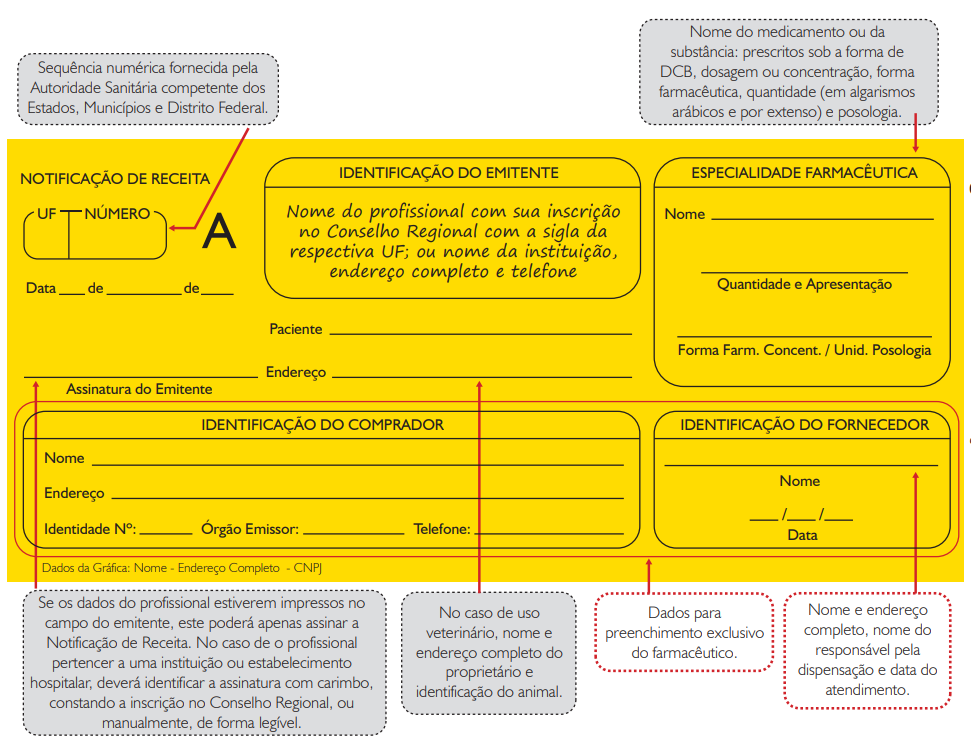 Nome do medicamento ou da
substância: prescritos sob a forma de
DCB, dosagem ou concentração, forma
farmacêutica, quantidade (em algarismos
arábicos e por extenso) e posologia.
Sequência numérica fornecida pela
Autoridade Sanitária competente dos
Estados, Municípios e Distrito Federal.
NOTIFICAÇÃO DE RECEITA
UF NÚMERO
A
Data ____ de __________ de ____
Assinatura do Emitente
IDENTIFICAÇÃO DO EMITENTE
Nome do profissional com sua inscrição
no Conselho Regional com a sigla da
respectiva UF; ou nome da instituição,
endereço completo e telefone
Paciente
Endereço
ESPECIALIDADE FARMACÊUTICA
Nome
Quantidade e Apresentação
Forma Farm. Concent. / Unid. Posologia
IDENTIFICAÇÃO DO COMPRADOR
Nome
Endereço
Identidade Nº: _______ Órgão Emissor: _____________ Telefone: ____________________
IDENTIFICAÇÃO DO FORNECEDOR
Nome
____ /____ /____
Data
Dados da Gráfica: Nome - Endereço Completo - CNPJ
Se os dados do profissional estiverem impressos no
campo do emitente, este poderá apenas assinar a
Notificação de Receita. No caso de o profissional
pertencer a uma instituição ou estabelecimento
hospitalar, deverá identificar a assinatura com carimbo,
constando a inscrição no Conselho Regional, ou
manualmente, de forma legível.
No caso de uso
veterinário, nome e
endereço completo do
proprietário e
identificação do animal.
Dados para
preenchimento exclusivo
do farmacêutico.
Nome e endereço
completo, nome do
responsável pela
dispensação e data do
atendimento.